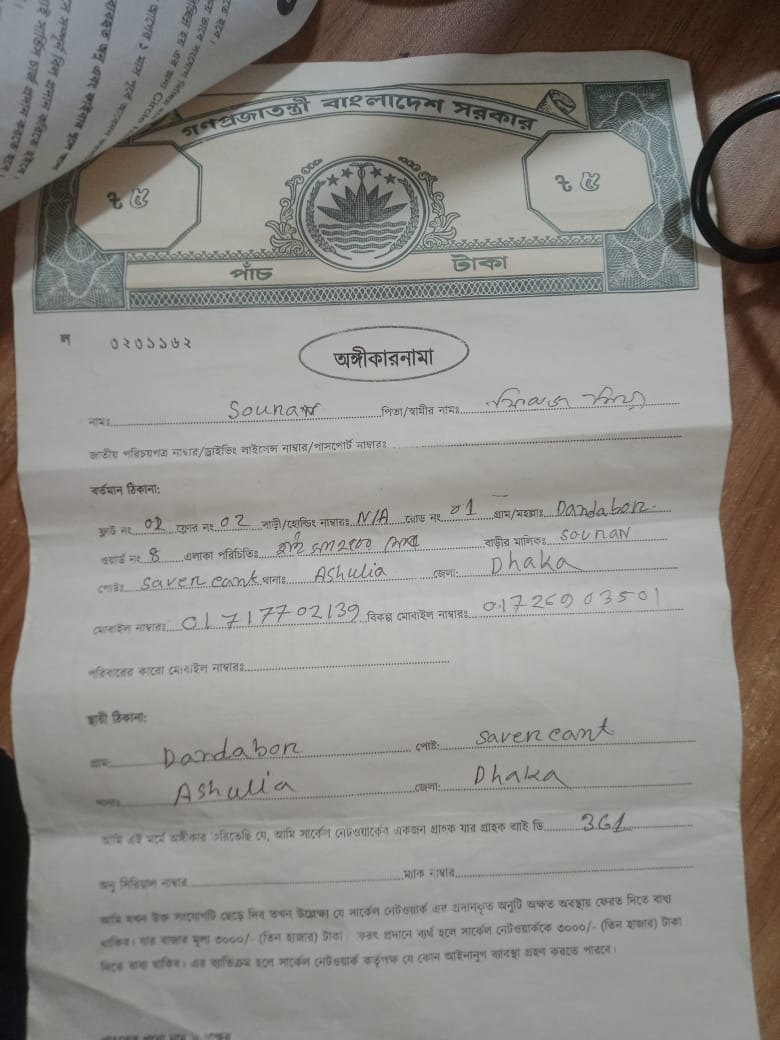 গণপ্রজাতন্ত্রী বাংলাদেশ সরকার
৳ ৫ ৳ ৫
পাঁচ টাকা
ল ০২০১১৬২
অঙ্গীকারনামা
নামঃ Sounan পিতা/স্বামীর নামঃ
জাতীয় পরিচয়পত্র নাম্বার/ড্রাইভিং লাইসেন্স নাম্বার/পাসপোর্ট নাম্বারঃ
বর্তমান ঠিকানা:
ফ্লাট নং 02 ফ্লোর নং 02 বাড়ী/হোল্ডিং নাম্বারঃ N/A রোড নং 01 গ্রাম/মহল্লাঃ Dandabon.
ওয়ার্ড নং 8 এলাকা পরিচিতিঃ বাড়ীর মালিকঃ SOUNAN
পোষ্টঃ Saver cant থানাঃ Ashulia জেলা: Dhaka
মোবাইল নাম্বারঃ 01717702139 বিকল্প মোবাইল নাম্বারঃ 01726903501
পরিবারের কারো মোবাইল নাম্বারঃ
স্থায়ী ঠিকানা:
গ্রাম: Dandabon পোষ্ট: Saver cant
থানাঃ Ashulia জেলা: Dhaka
আমি এই মর্মে অঙ্গীকার করিতেছি যে, আমি সার্কেল নেটওয়ার্কের একজন গ্রাহক যার গ্রাহক আই ডি 361
অনু সিরিয়াল নাম্বার ম্যাক নাম্বার
আমি যখন উক্ত সংযোগটি ছেড়ে দিব তখন উল্লেক্ষ্য যে সার্কেল নেটওয়ার্ক এর প্রদানকৃত অনুটি অক্ষত অবস্থায় ফেরত দিতে বাধ্য
থাকিব। যার বাজার মূল্য ৩০০০/- (তিন হাজার) টাকা। ফেরৎ প্রদানে ব্যর্থ হলে সার্কেল নেটওয়ার্ককে ৩০০০/- (তিন হাজার) টাকা
দিতে বাধ্য থাকিব। এর ব্যতিক্রম হলে সার্কেল নেটওয়ার্ক কর্তৃপক্ষ যে কোন আইনানুগ ব্যবস্থা গ্রহন করতে পারবে।